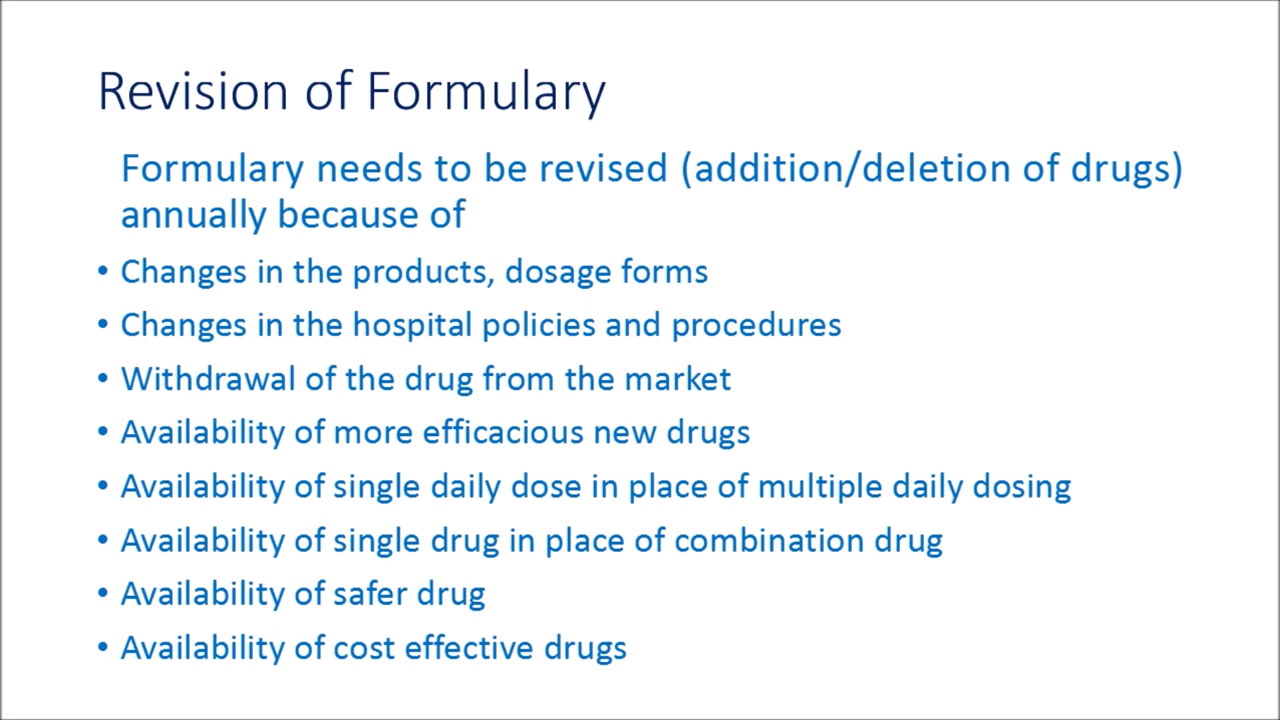 Revision of Formulary
Formulary needs to be revised (addition/deletion of drugs)
annually because of
• Changes in the products, dosage forms
• Changes in the hospital policies and procedures
• Withdrawal of the drug from the market
• Availability of more efficacious new drugs
• Availability of single daily dose in place of multiple daily dosing
• Availability of single drug in place of combination drug
• Availability of safer drug
• Availability of cost effective drugs